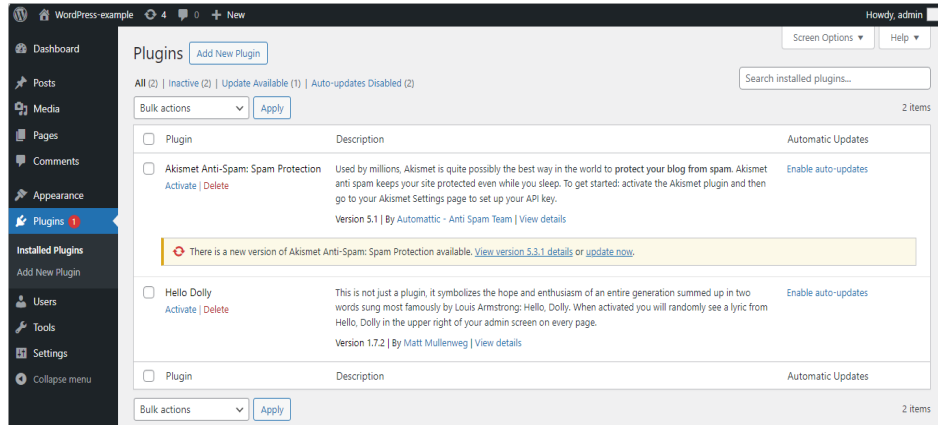 WordPress-example 4 0 + New Howdy, admin
Screen Options ▼ Help ▼
Dashboard
Posts
Media
Pages
Comments
Appearance
Plugins 1
Installed Plugins
Add New Plugin
Users
Tools
Settings
Collapse menu
Plugins Add New Plugin
All (2) | Inactive (2) | Update Available (1) | Auto-updates Disabled (2)
Search installed plugins...
Bulk actions Apply 2 items
Plugin Description Automatic Updates
Akismet Anti-Spam: Spam Protection
Activate | Delete
Used by millions, Akismet is quite possibly the best way in the world to protect your blog from spam. Akismet
anti spam keeps your site protected even while you sleep. To get started: activate the Akismet plugin and then
go to your Akismet Settings page to set up your API key.
Version 5.1 | By Automattic - Anti Spam Team | View details
Enable auto-updates
There is a new version of Akismet Anti-Spam: Spam Protection available. View version 5.3.1 details or update now.
Hello Dolly
Activate | Delete
This is not just a plugin, it symbolizes the hope and enthusiasm of an entire generation summed up in two
words sung most famously by Louis Armstrong: Hello, Dolly. When activated you will randomly see a lyric from
Hello, Dolly in the upper right of your admin screen on every page.
Version 1.7.2 | By Matt Mullenweg | View details
Enable auto-updates
Plugin Description Automatic Updates
Bulk actions Apply 2 items